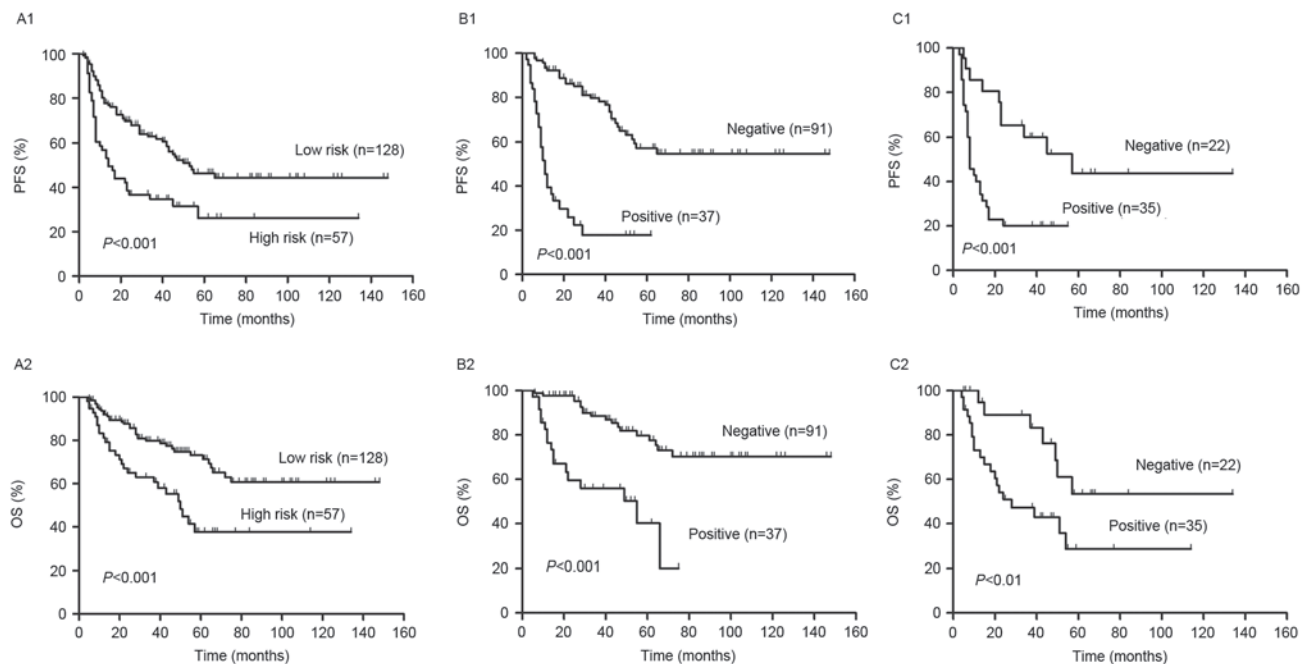 A1
PFS (%)
100
80
60
40
20
0
Low risk (n=128)
High risk (n=57)
P<0.001
0 20 40 60 80 100 120 140 160
Time (months)
B1
PFS (%)
100
80
60
40
20
0
Negative (n=91)
Positive (n=37)
P<0.001
0 20 40 60 80 100 120 140 160
Time (months)
C1
PFS (%)
100
80
60
40
20
0
Negative (n=22)
Positive (n=35)
P<0.001
0 20 40 60 80 100 120 140 160
Time (months)
A2
OS (%)
100
80
60
40
20
0
Low risk (n=128)
High risk (n=57)
P<0.001
0 20 40 60 80 100 120 140 160
Time (months)
B2
OS (%)
100
80
60
40
20
0
Negative (n=91)
Positive (n=37)
P<0.001
0 20 40 60 80 100 120 140 160
Time (months)
C2
OS (%)
100
80
60
40
20
0
Negative (n=22)
Positive (n=35)
P<0.01
0 20 40 60 80 100 120 140 160
Time (months)